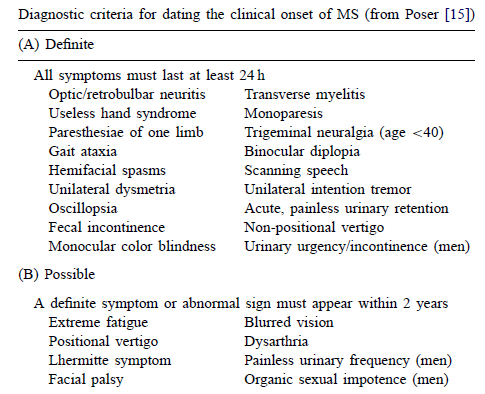 Diagnostic criteria for dating the clinical onset of MS (from Poser [15])
(A) Definite
All symptoms must last at least 24 h
Optic/retrobulbar neuritis Transverse myelitis
Useless hand syndrome Monoparesis
Paresthesiae of one limb Trigeminal neuralgia (age <40)
Gait ataxia Binocular diplopia
Hemifacial spasms Scanning speech
Unilateral dysmetria Unilateral intention tremor
Oscillopsia Acute, painless urinary retention
Fecal incontinence Non-positional vertigo
Monocular color blindness Urinary urgency/incontinence (men)
(B) Possible
A definite symptom or abnormal sign must appear within 2 years
Extreme fatigue Blurred vision
Positional vertigo Dysarthria
Lhermitte symptom Painless urinary frequency (men)
Facial palsy Organic sexual impotence (men)